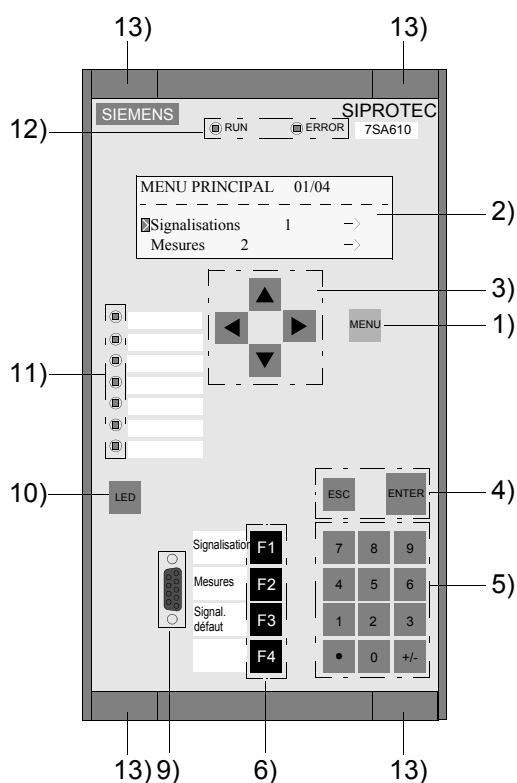 13) 13)
SIEMENS SIPROTEC
12) RUN ERROR 7SA610
MENU PRINCIPAL 01/04
2)
Signalisations 1 –>
Mesures 2 –>
3)
MENU 1)
11)
10) LED
ESC ENTER 4)
Signalisation F1 7 8 9
Mesures F2 4 5 6 5)
Signal.
défaut F3 1 2 3
F4 • 0 +/-
13) 9) 6) 13)